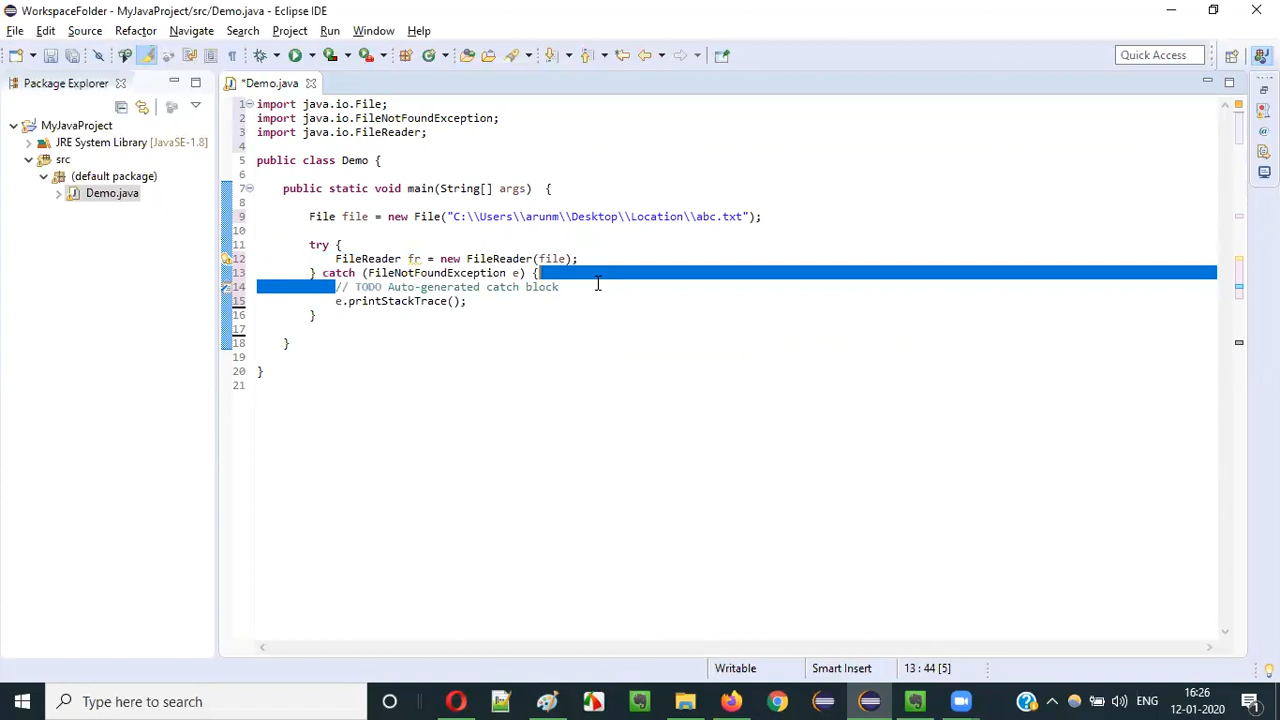 WorkspaceFolder - MyJavaProject/src/Demo.java - Eclipse IDE
File Edit Source Refactor Navigate Search Project Run Window Help
Quick Access
Package Explorer
*Demo.java
MyJavaProject
JRE System Library [JavaSE-1.8]
src
(default package)
Demo.java
1 import java.io.File;
2 import java.io.FileNotFoundException;
3 import java.io.FileReader;
4
5 public class Demo {
6
7 public static void main(String[] args)  {
8
9 File file = new File("C:\\Users\\arunm\\Desktop\\Location\\abc.txt");
10
11 try {
12 FileReader fr = new FileReader(file);
13 } catch (FileNotFoundException e) {
14 // TODO Auto-generated catch block
15 e.printStackTrace();
16 }
17
18 }
19
20 }
21
Writable Smart Insert 13 : 44 [5]
Type here to search
ENG
16:26
12-01-2020
1